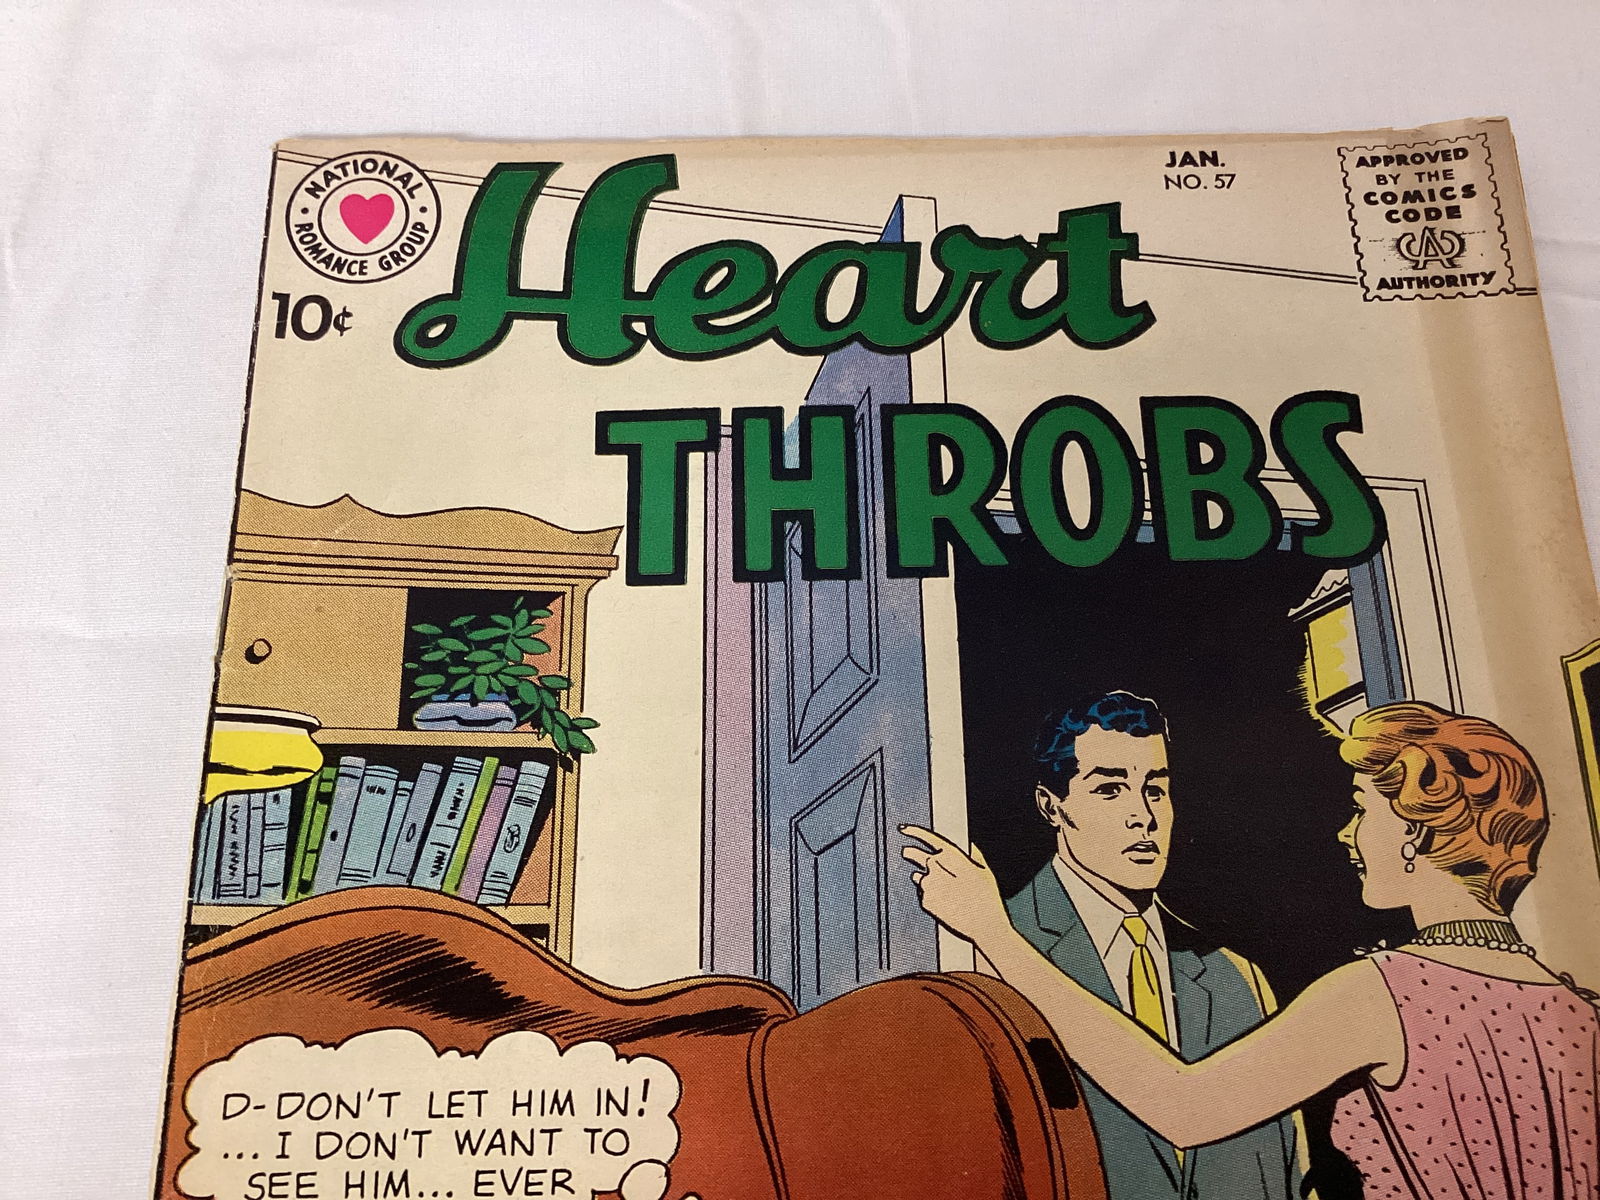 NATIONAL
ROMANCE GROUP
10¢
Heart
THROBS
JAN.
NO. 57
APPROVED
BY THE
COMICS
CODE
CA
AUTHORITY
D-DON'T LET HIM IN!
...I DON'T WANT TO
SEE HIM... EVER